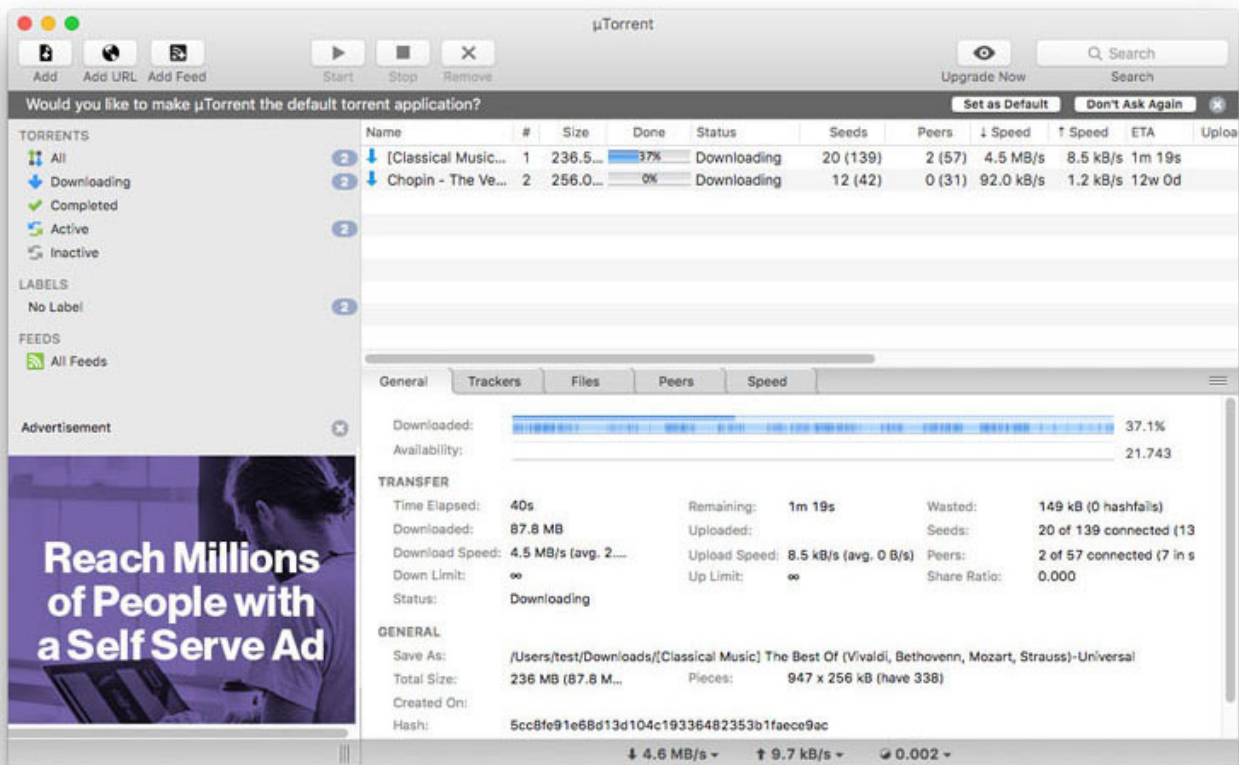 µTorrent
Add Add URL Add Feed Start Stop Remove Upgrade Now Search
Search
Would you like to make µTorrent the default torrent application? Set as Default Don't Ask Again
TORRENTS
All 2
Downloading 2
Completed
Active 2
Inactive
LABELS
No Label 2
FEEDS
All Feeds
Advertisement
Reach Millions
of People with
a Self Serve Ad
Name # Size Done Status Seeds Peers ↓ Speed ↑ Speed ETA Uploa
[Classical Music... 1 236.5... 37% Downloading 20 (139) 2 (57) 4.5 MB/s 8.5 kB/s 1m 19s
Chopin - The Ve... 2 256.0... 0% Downloading 12 (42) 0 (31) 92.0 kB/s 1.2 kB/s 12w 0d
General Trackers Files Peers Speed
Downloaded: 37.1%
Availability: 21.743
TRANSFER
Time Elapsed: 40s Remaining: 1m 19s Wasted: 149 kB (0 hashfails)
Downloaded: 87.8 MB Uploaded: Seeds: 20 of 139 connected (13
Download Speed: 4.5 MB/s (avg. 2.... Upload Speed: 8.5 kB/s (avg. 0 B/s) Peers: 2 of 57 connected (7 in s
Down Limit: ∞ Up Limit: ∞ Share Ratio: 0.000
Status: Downloading
GENERAL
Save As: /Users/test/Downloads/[Classical Music] The Best Of (Vivaldi, Bethovenn, Mozart, Strauss)-Universal
Total Size: 236 MB (87.8 M... Pieces: 947 x 256 kB (have 338)
Created On:
Hash: 5cc8fe91e68d13d104c19336482353b1faece9ac
↓ 4.6 MB/s ↑ 9.7 kB/s 0.002